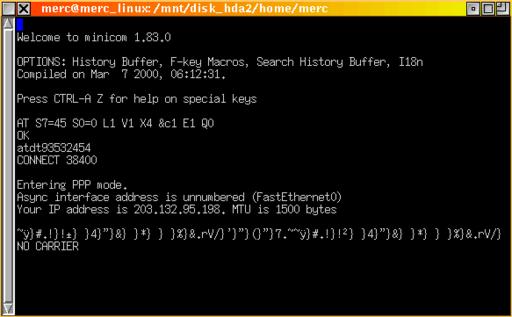 merc@merc_linux:/mnt/disk_hda2/home/merc
Welcome to minicom 1.83.0
OPTIONS: History Buffer, F-key Macros, Search History Buffer, I18n
Compiled on Mar  7 2000, 06:12:31.
Press CTRL-A Z for help on special keys
AT S7=45 S0=0 L1 V1 X4 &c1 E1 Q0
OK
atdt93532454
CONNECT 38400
Entering PPP mode.
Async interface address is unnumbered (FastEthernet0)
Your IP address is 203.132.95.198. MTU is 1500 bytes
~ÿ}#.!}!±} }4}"}&} }*} } }%}&.rV/}'}"}(}"}7.~~ÿ}#.!}!²} }4}"}&} }*} } }%}&.rV/}
NO CARRIER